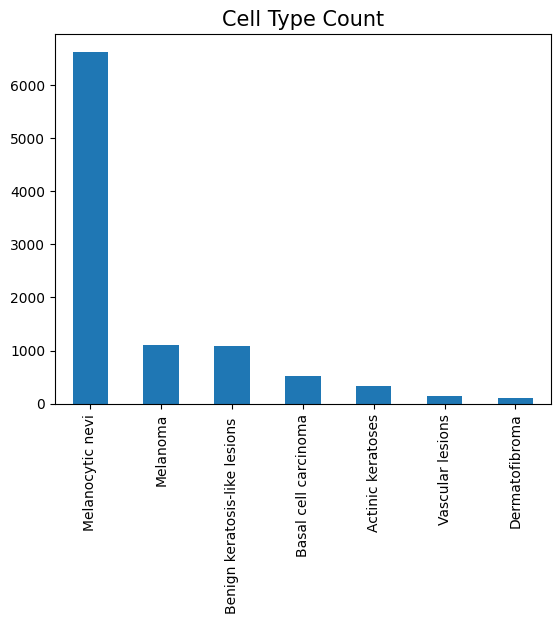 Cell Type Count
6000
5000
4000
3000
2000
1000
0
Melanocytic nevi
Melanoma
Benign keratosis-like lesions
Basal cell carcinoma
Actinic keratoses
Vascular lesions
Dermatofibroma